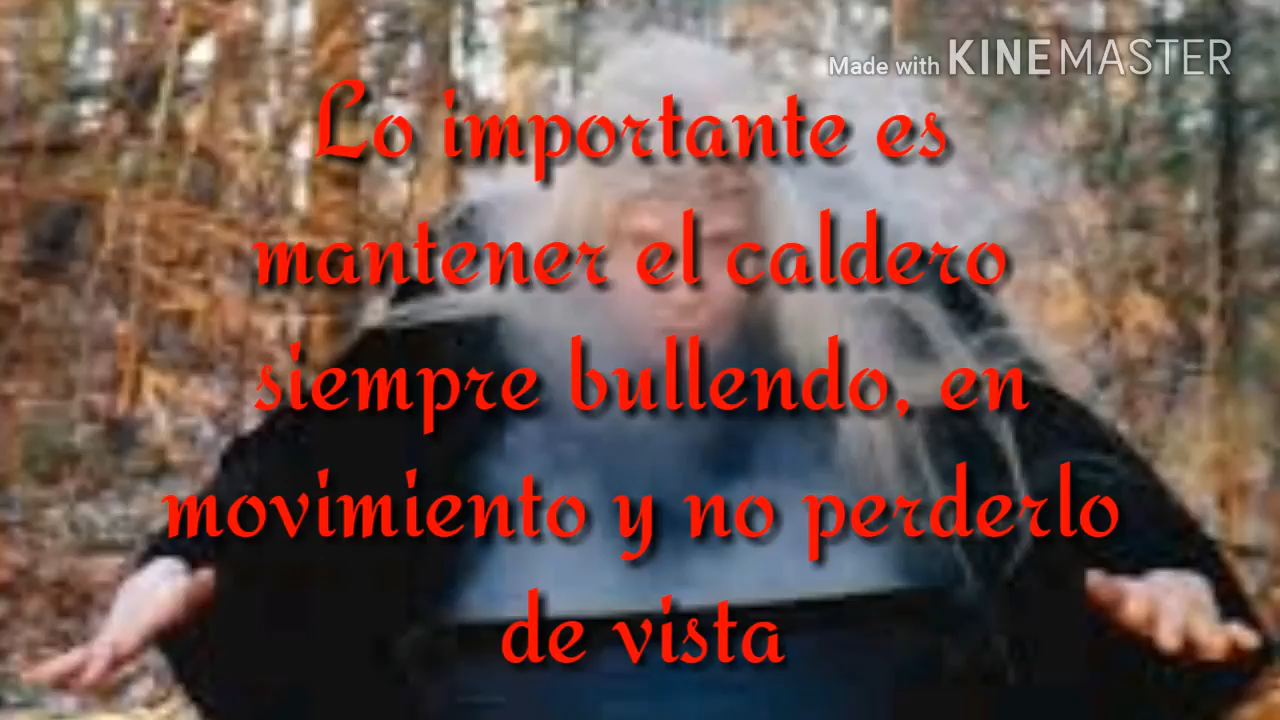 Made with KINEMASTER
Lo importante es
mantener el caldero
siempre bullendo, en
movimiento y no perderlo
de vista